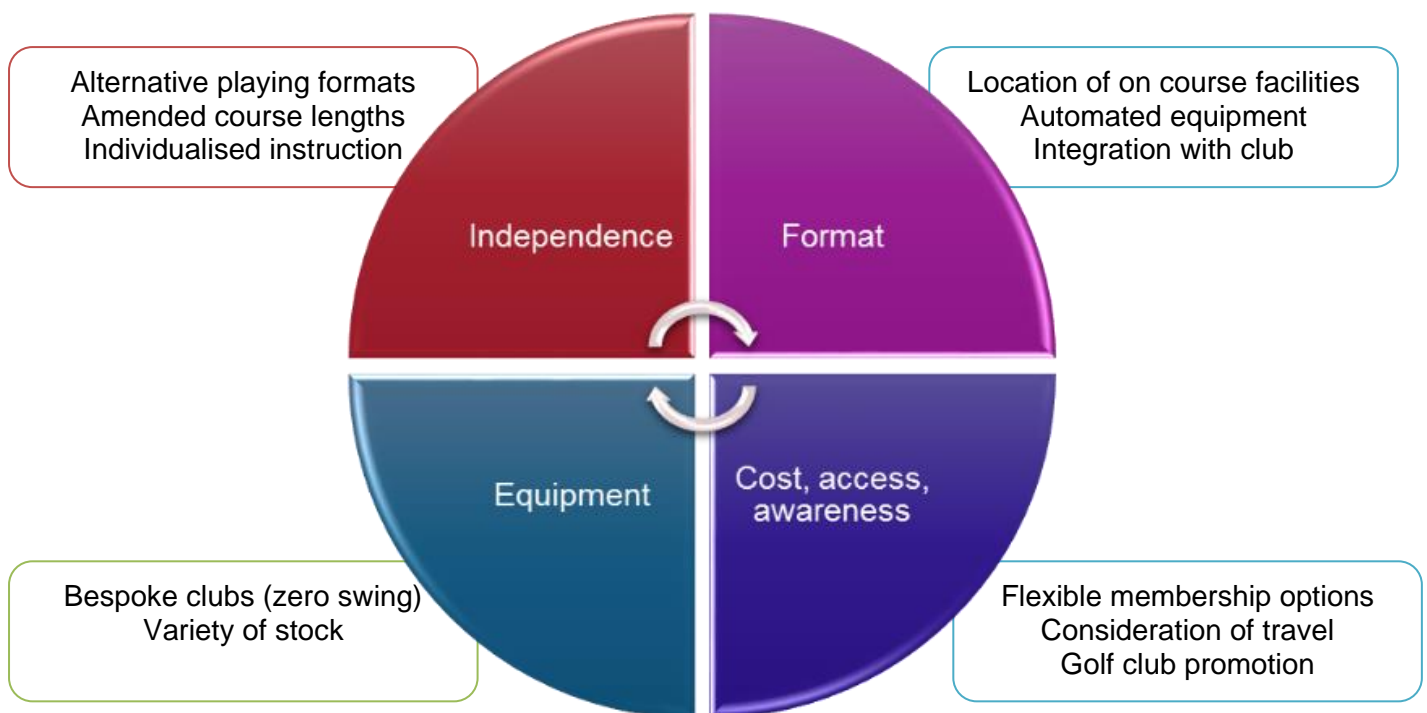 Alternative playing formats
Amended course lengths
Individualised instruction
Location of on course facilities
Automated equipment
Integration with club
Independence
Format
Equipment
Cost, access,
awareness
Bespoke clubs (zero swing)
Variety of stock
Flexible membership options
Consideration of travel
Golf club promotion